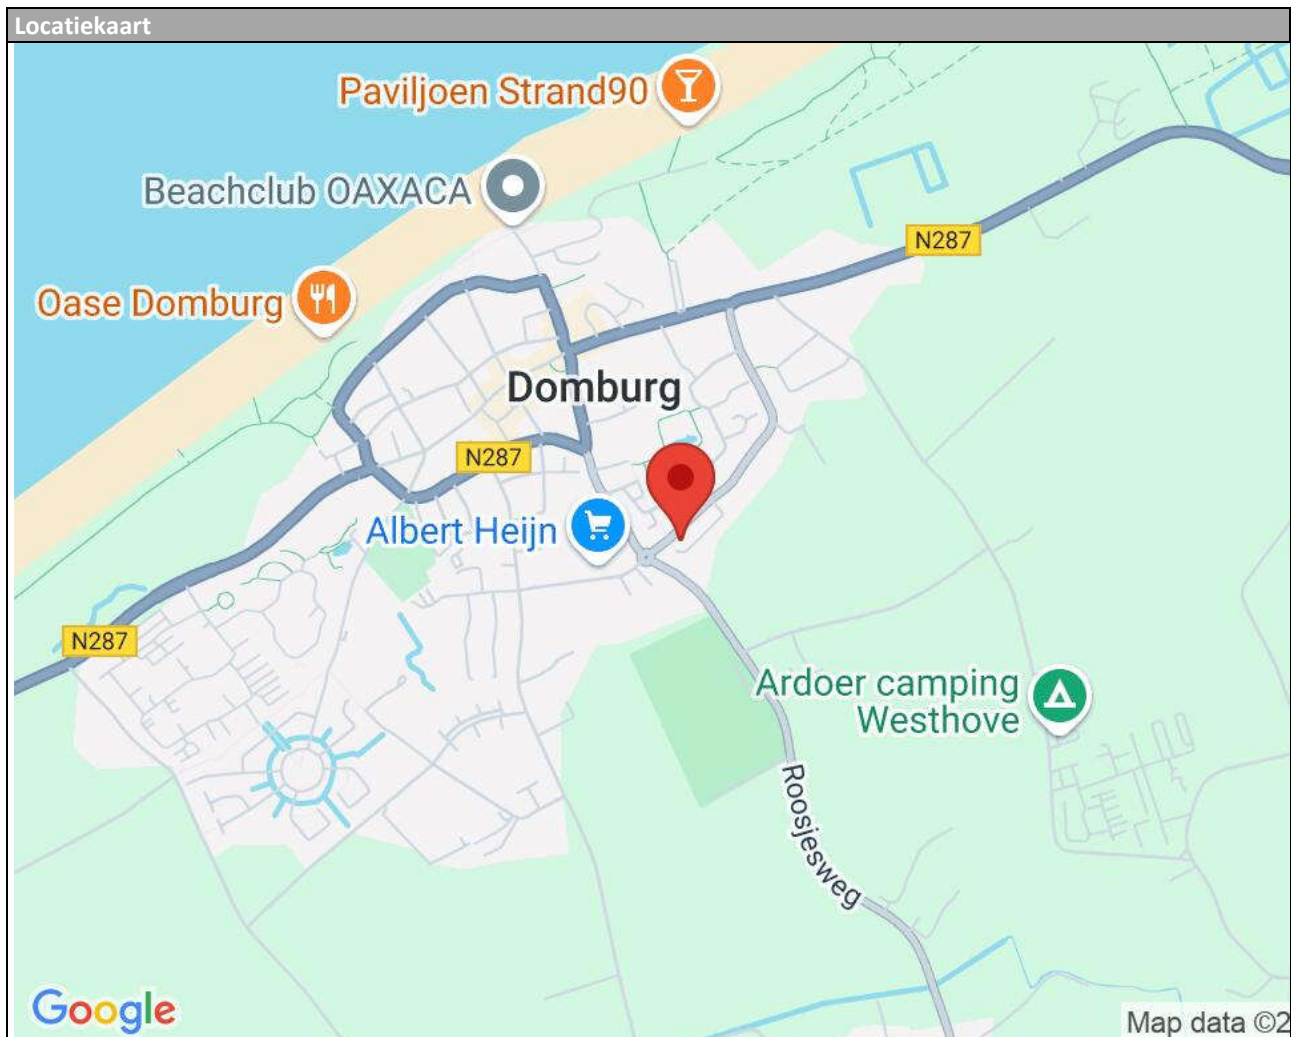 Locatiekaart
Paviljoen Strand90
Beachclub OAXACA
N287
Oase Domburg
Domburg
N287
Albert Heijn
N287
Ardoer camping
Westhove
Roosjesweg
Google
Map data ©2